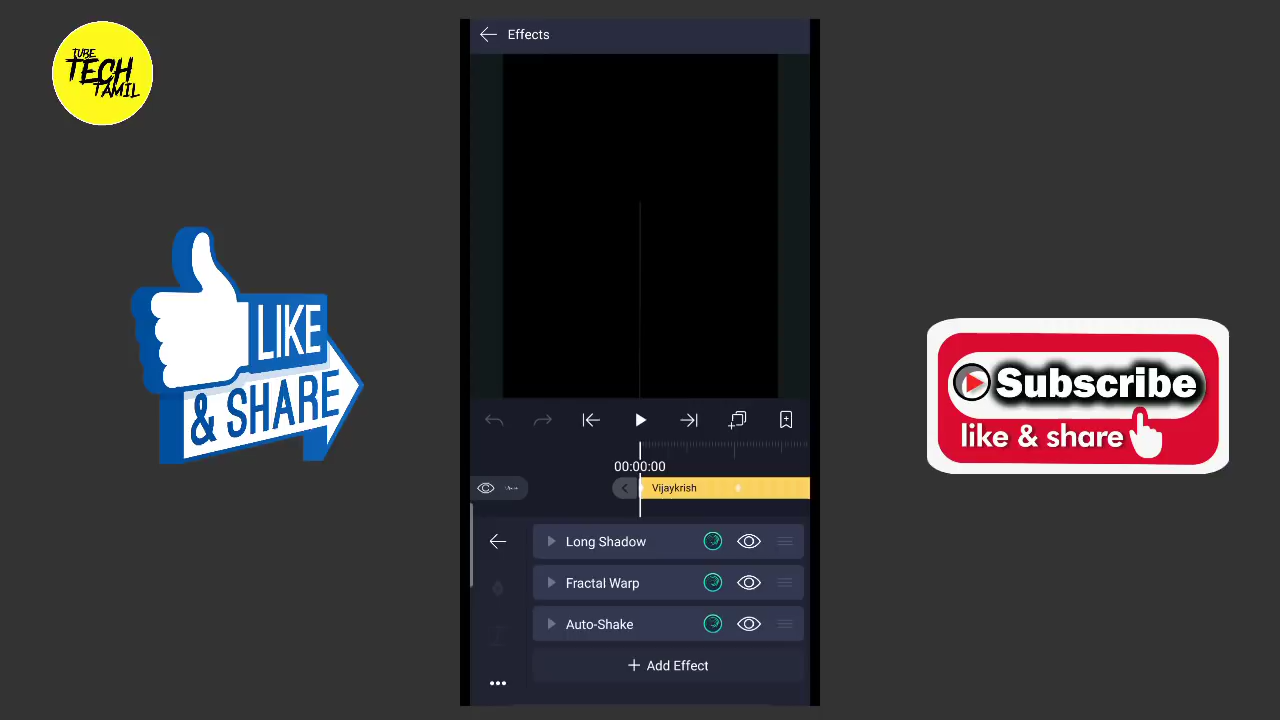 TUBE
TECH
TAMIL
Effects
LIKE
& SHARE
Subscribe
like & share
00:00:00
Vijaykrish
Long Shadow
Fractal Warp
Auto-Shake
+ Add Effect